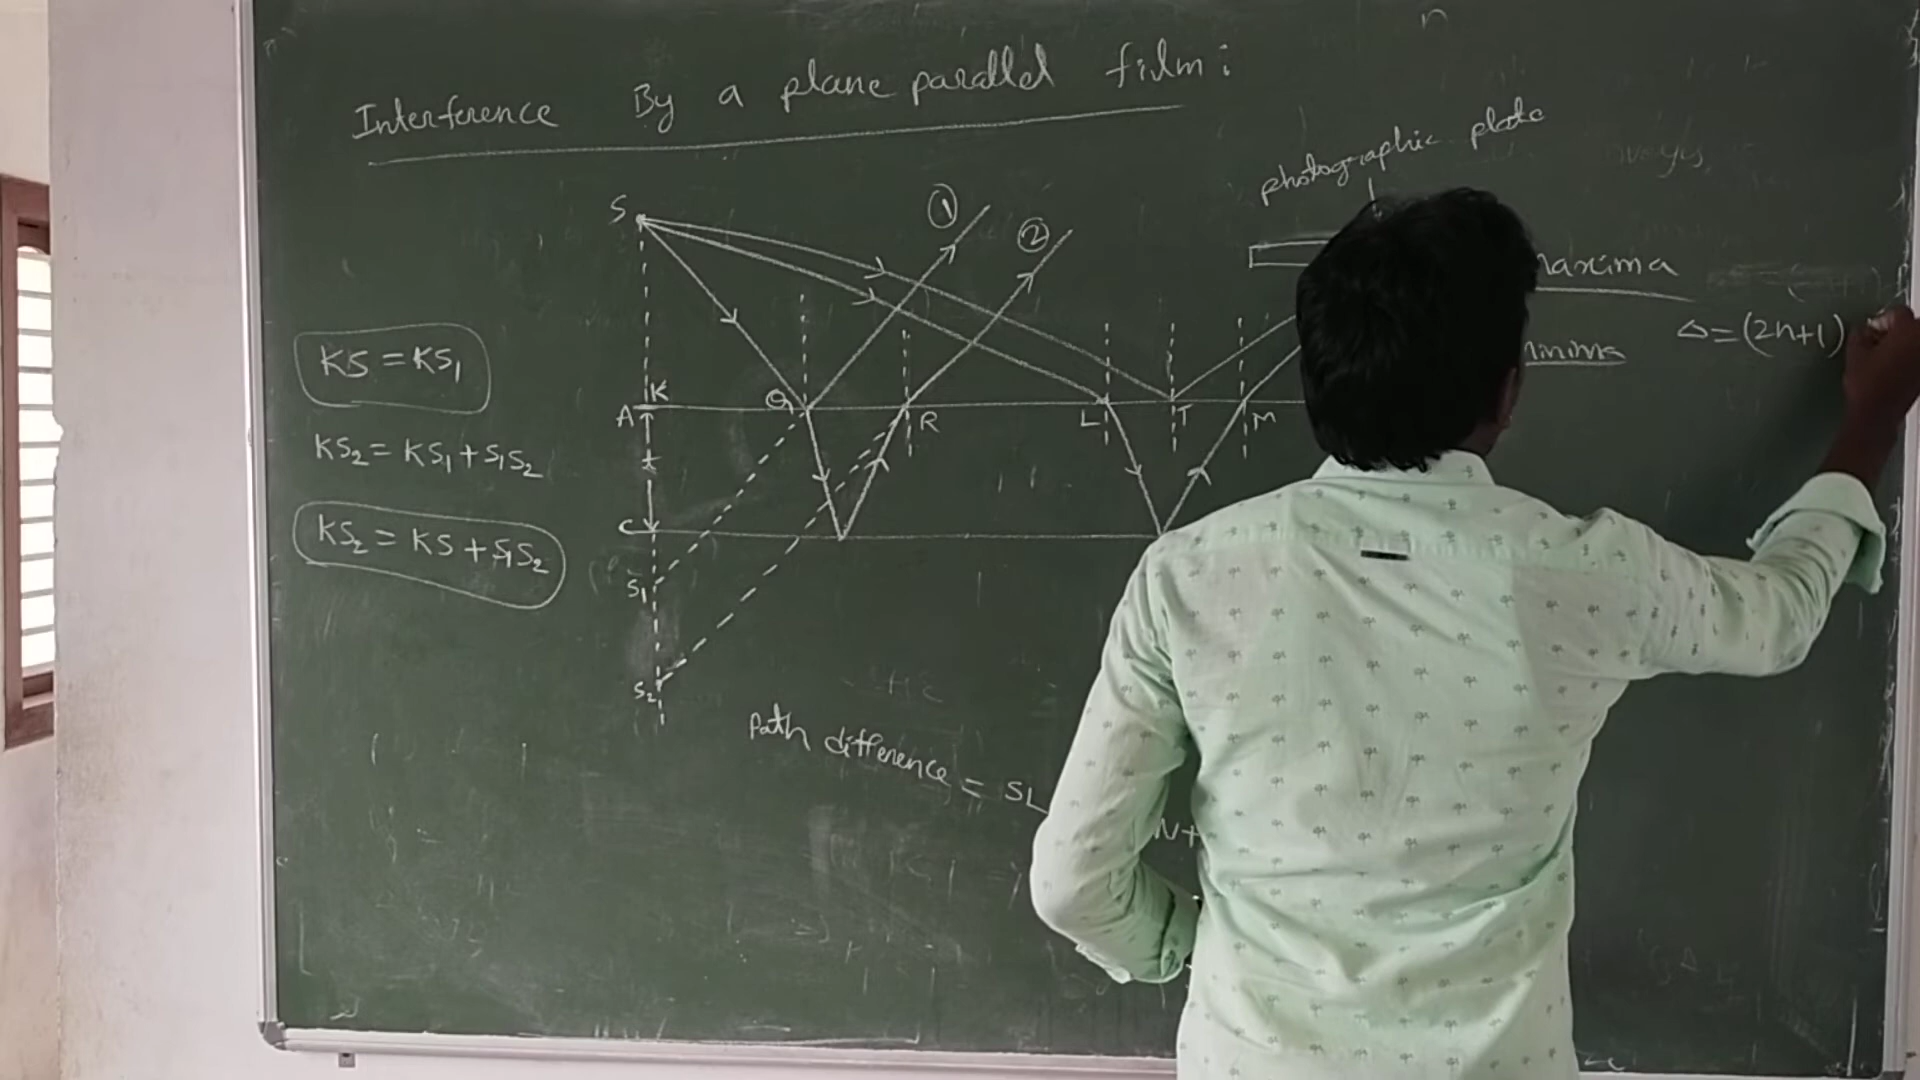 Interference By a plane parallel film:
photographic plate
S
①
②
maxima
Δ=(2n+1)
minima
KS = KS₁
KS₂ = KS₁ + S₁S₂
KS₂ = KS + S₁S₂
A K Q R L T M
t
C
S₁
S₂
Path difference = SL
N+